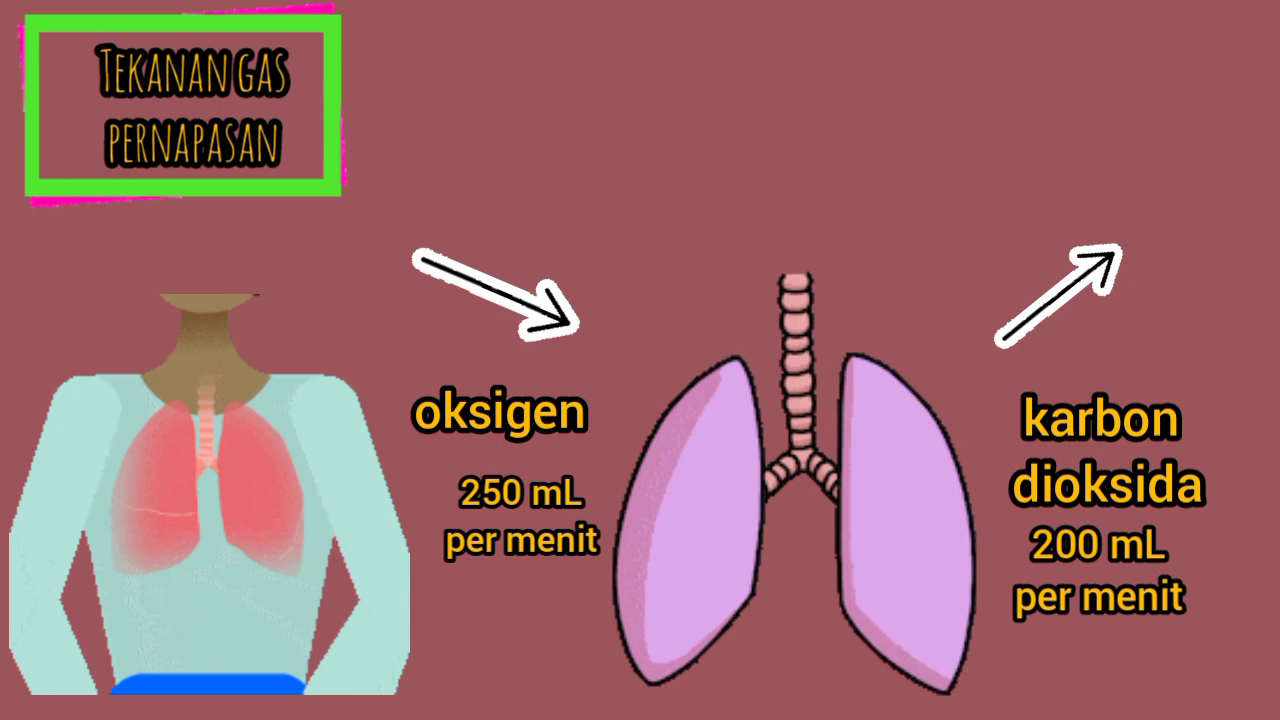 TEKANAN GAS
PERNAPASAN
oksigen
250 mL
per menit
karbon
dioksida
200 mL
per menit